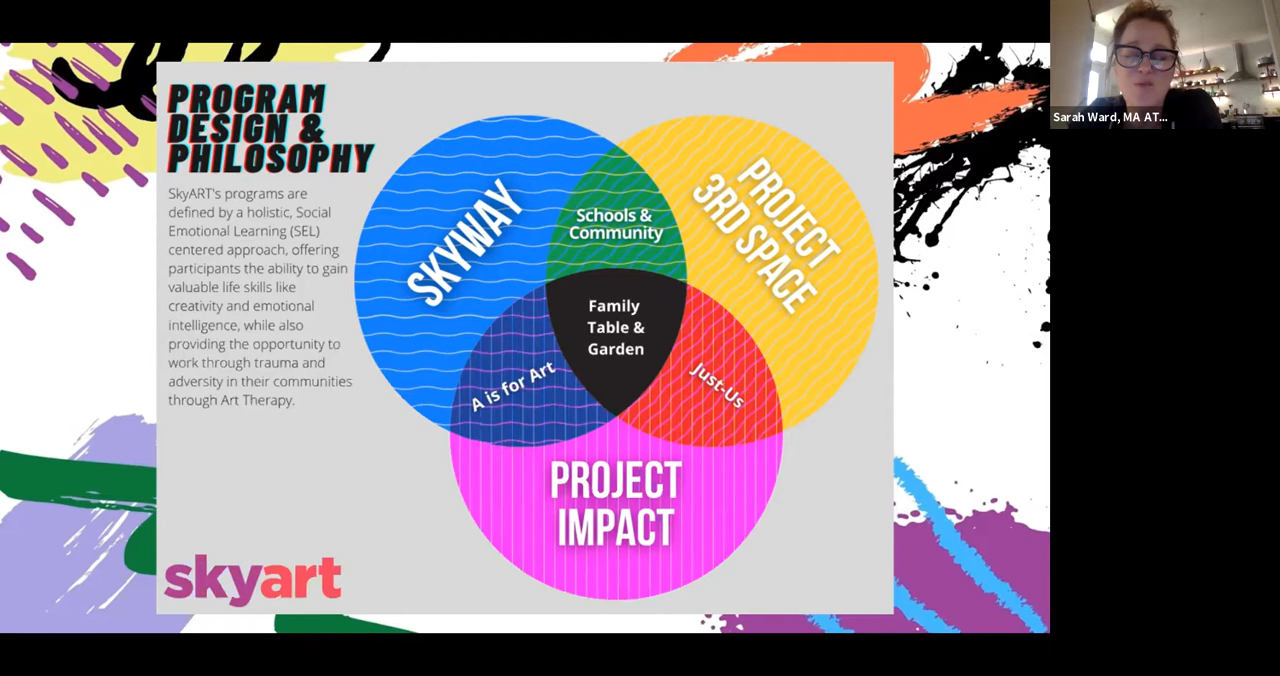 PROGRAM
DESIGN &
PHILOSOPHY
SkyART's programs are
defined by a holistic, Social
Emotional Learning (SEL)
centered approach, offering
participants the ability to gain
valuable life skills like
creativity and emotional
intelligence, while also
providing the opportunity to
work through trauma and
adversity in their communities
through Art Therapy.
SKYWAY
Schools &
Community
PROJECT
3RD SPACE
Family
Table &
Garden
A is for Art
Just-Us
PROJECT
IMPACT
skyart
Sarah Ward, MA AT...